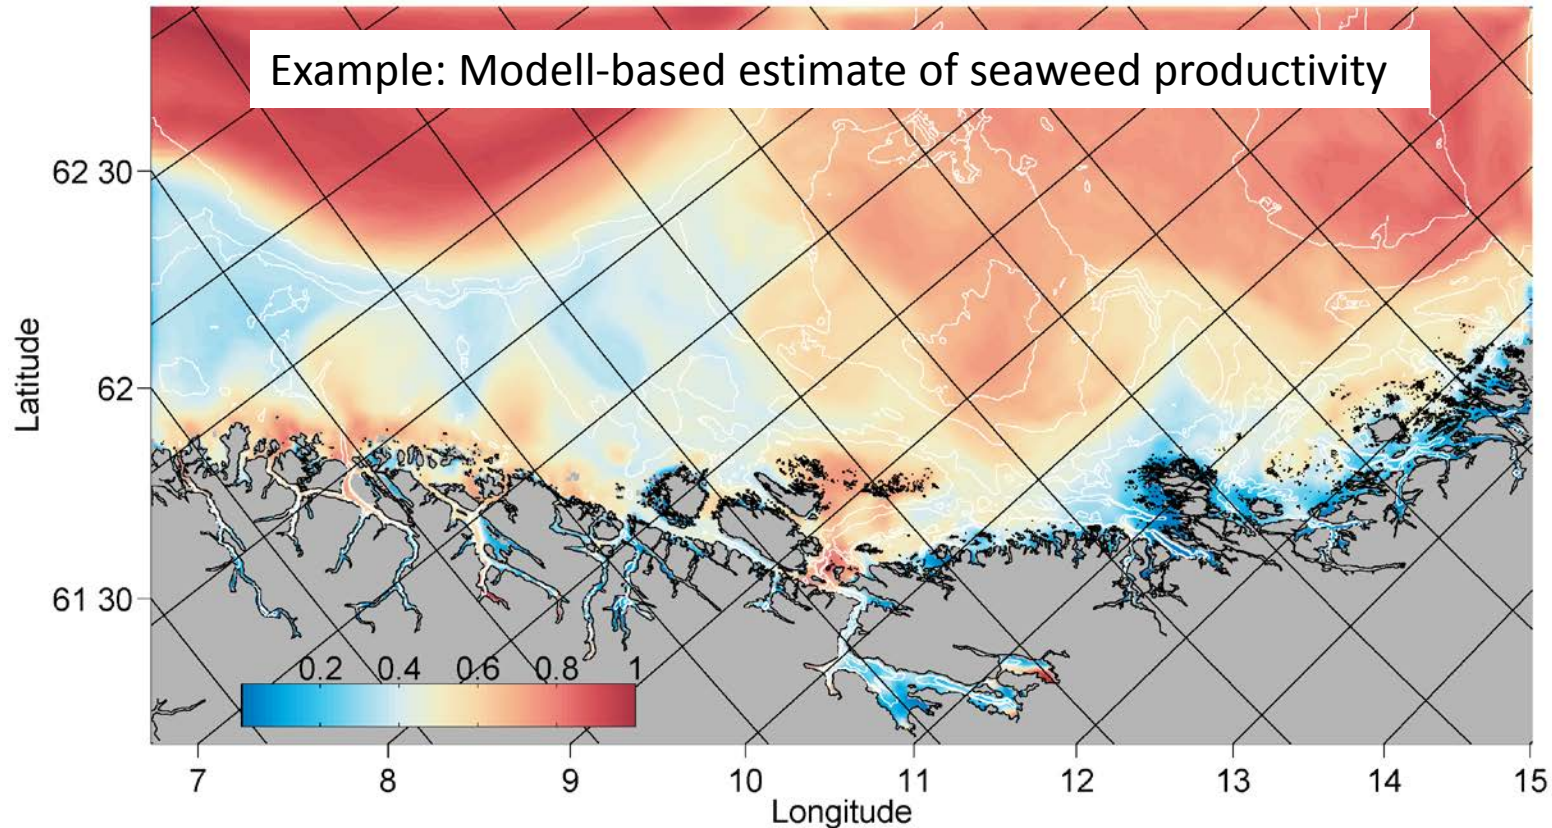 Example: Modell-based estimate of seaweed productivity
62 30
62
61 30
Latitude
0.2 0.4 0.6 0.8 1
7 8 9 10 11 12 13 14 15
Longitude